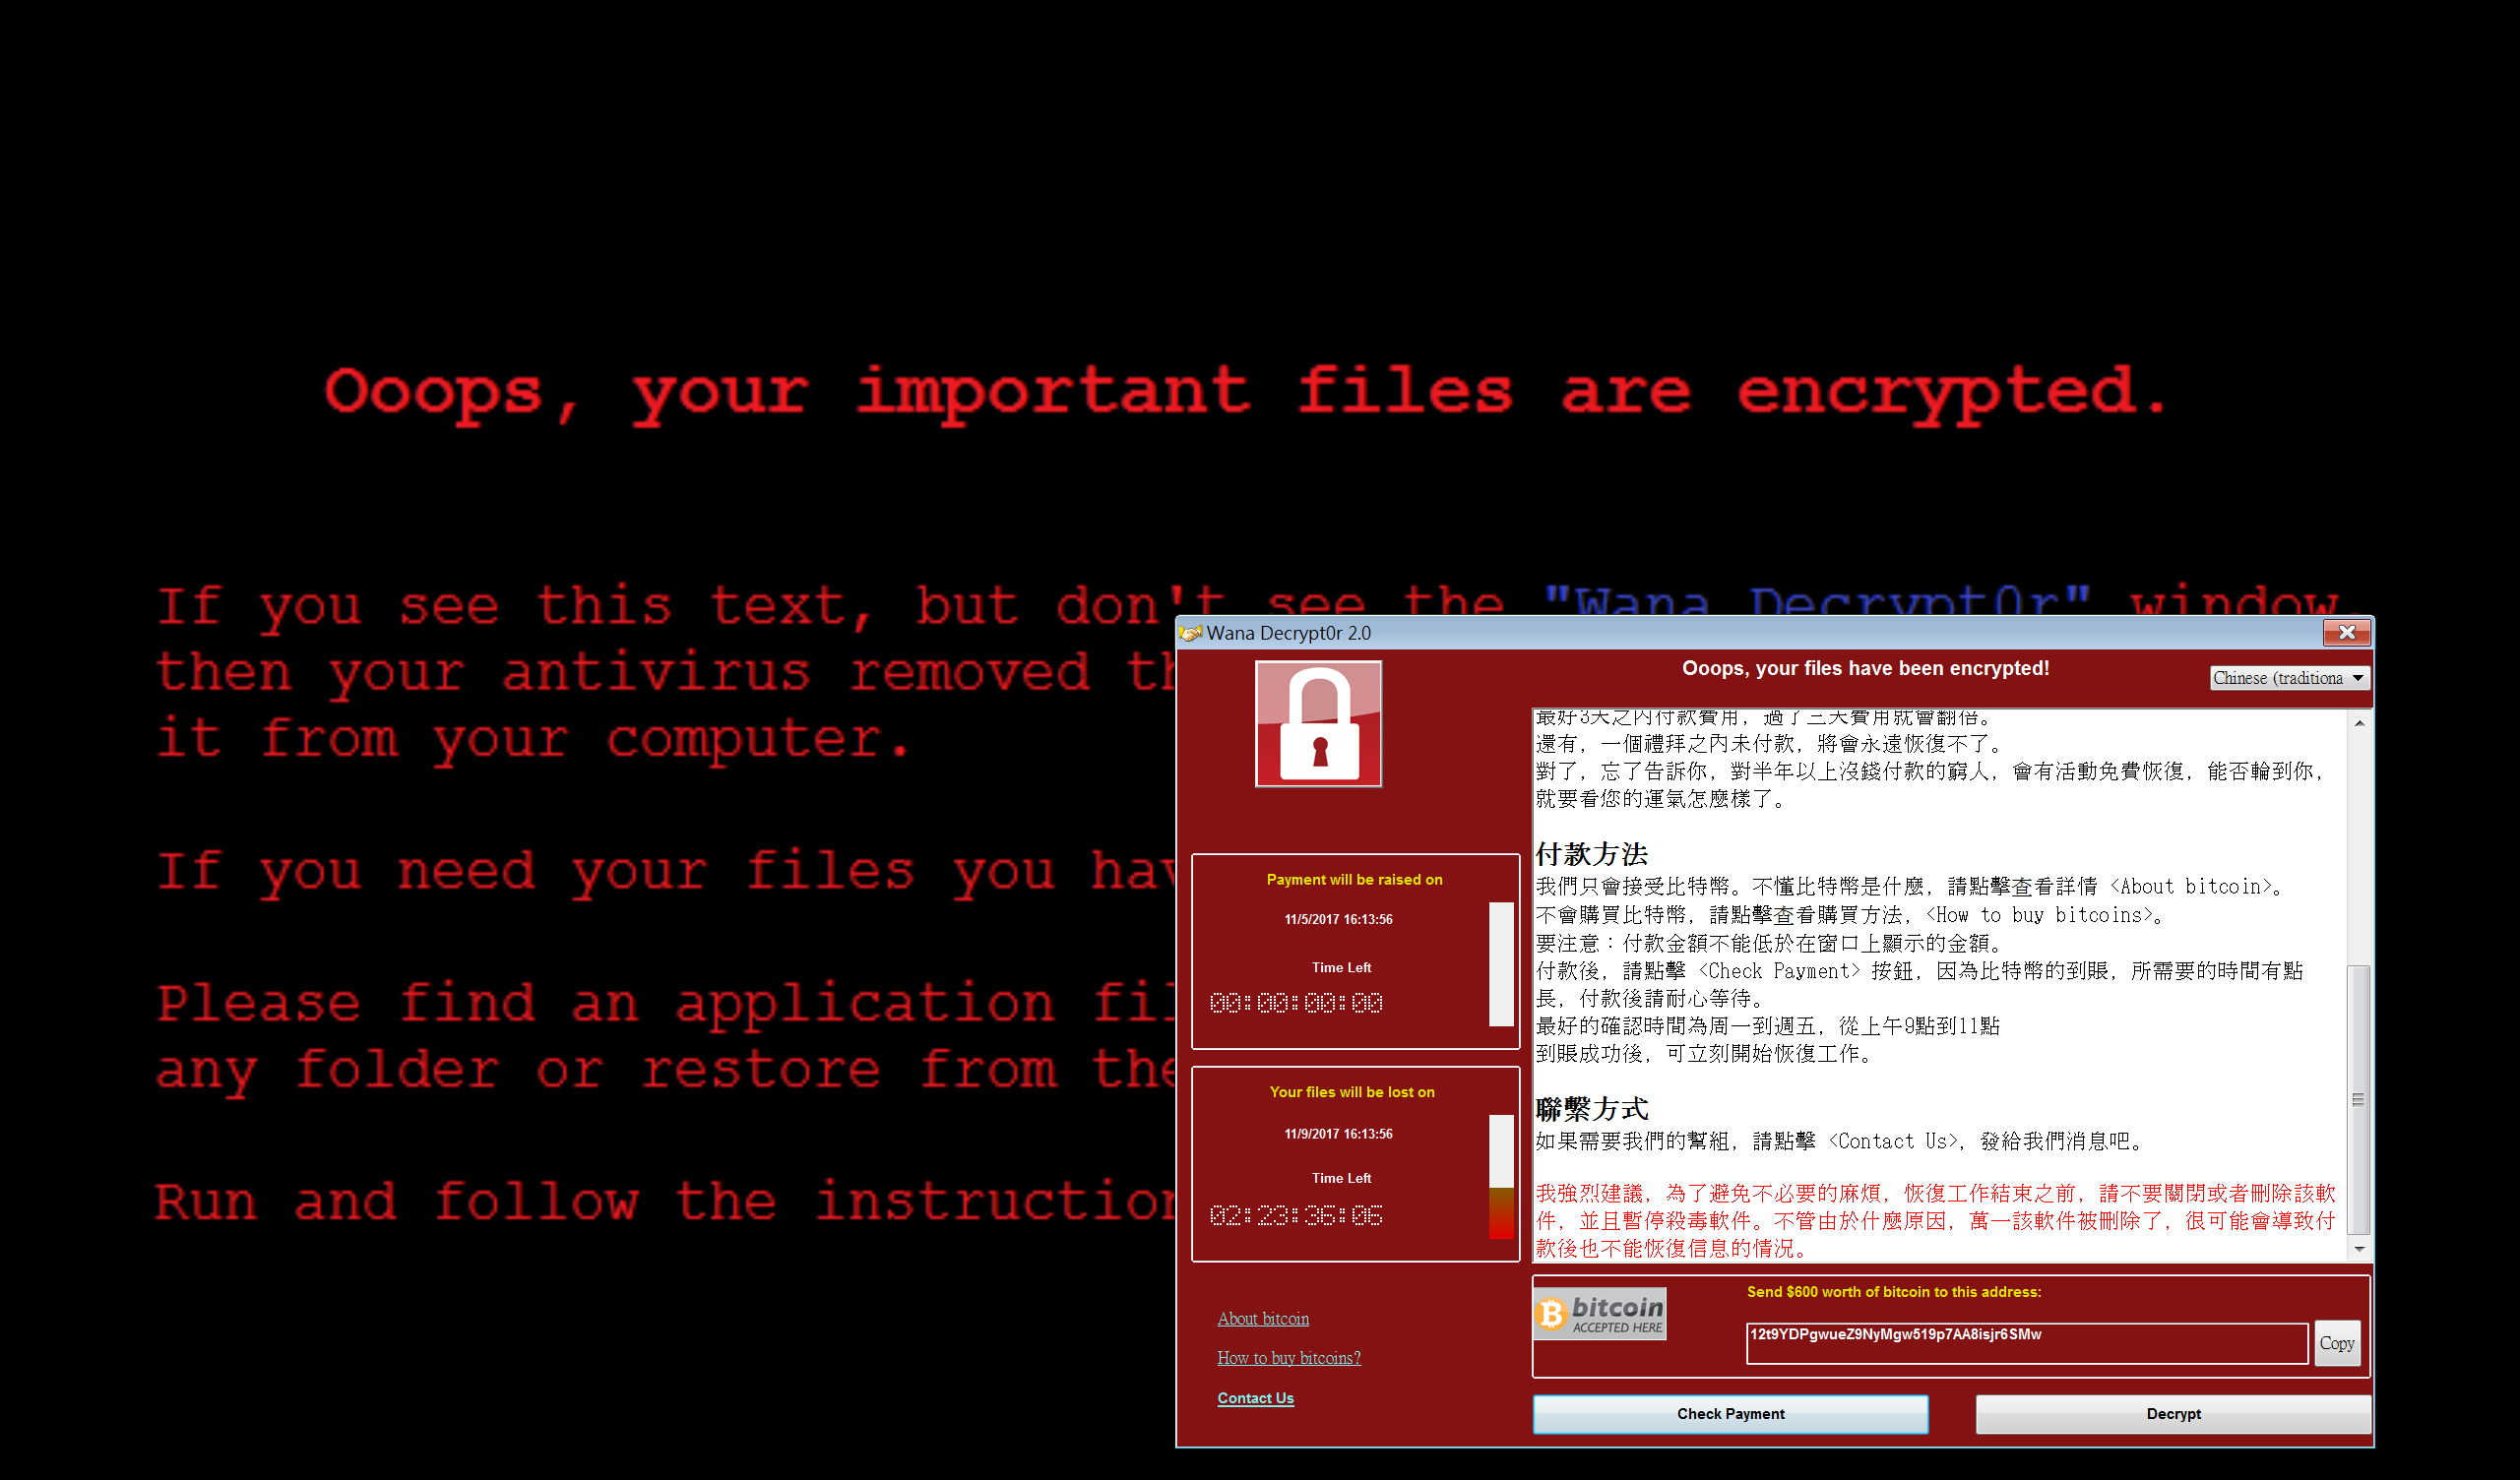 Ooops, your important files are encrypted.
If you see this text, but don't see the "Wana Decrypt0r" window,
then your antivirus removed th
it from your computer.
If you need your files you hav
Please find an application fil
any folder or restore from the
Run and follow the instruction
Wana Decrypt0r 2.0
Ooops, your files have been encrypted!
Chinese (traditiona
Payment will be raised on
11/5/2017 16:13:56
Time Left
00:00:00:00
Your files will be lost on
11/9/2017 16:13:56
Time Left
02:23:36:06
About bitcoin
How to buy bitcoins?
Contact Us
最好3天之內付款費用，過了三天費用就會翻倍。
還有，一個禮拜之內未付款，將會永遠恢復不了。
對了，忘了告訴你，對半年以上沒錢付款的窮人，會有活動免費恢復，能否輪到你，
就要看您的運氣怎麼樣了。
付款方法
我們只會接受比特幣。不懂比特幣是什麼，請點擊查看詳情 <About bitcoin>。
不會購買比特幣，請點擊查看購買方法，<How to buy bitcoins>。
要注意：付款金額不能低於在窗口上顯示的金額。
付款後，請點擊 <Check Payment> 按鈕，因為比特幣的到賬，所需要的時間有點
長，付款後請耐心等待。
最好的確認時間為周一到週五，從上午9點到11點
到賬成功後，可立刻開始恢復工作。
聯繫方式
如果需要我們的幫組，請點擊 <Contact Us>，發給我們消息吧。
我強烈建議，為了避免不必要的麻煩，恢復工作結束之前，請不要關閉或者刪除該軟
件，並且暫停殺毒軟件。不管由於什麼原因，萬一該軟件被刪除了，很可能會導致付
款後也不能恢復信息的情況。
bitcoin
ACCEPTED HERE
Send $600 worth of bitcoin to this address:
12t9YDPgwueZ9NyMgw519p7AA8isjr6SMw
Copy
Check Payment
Decrypt